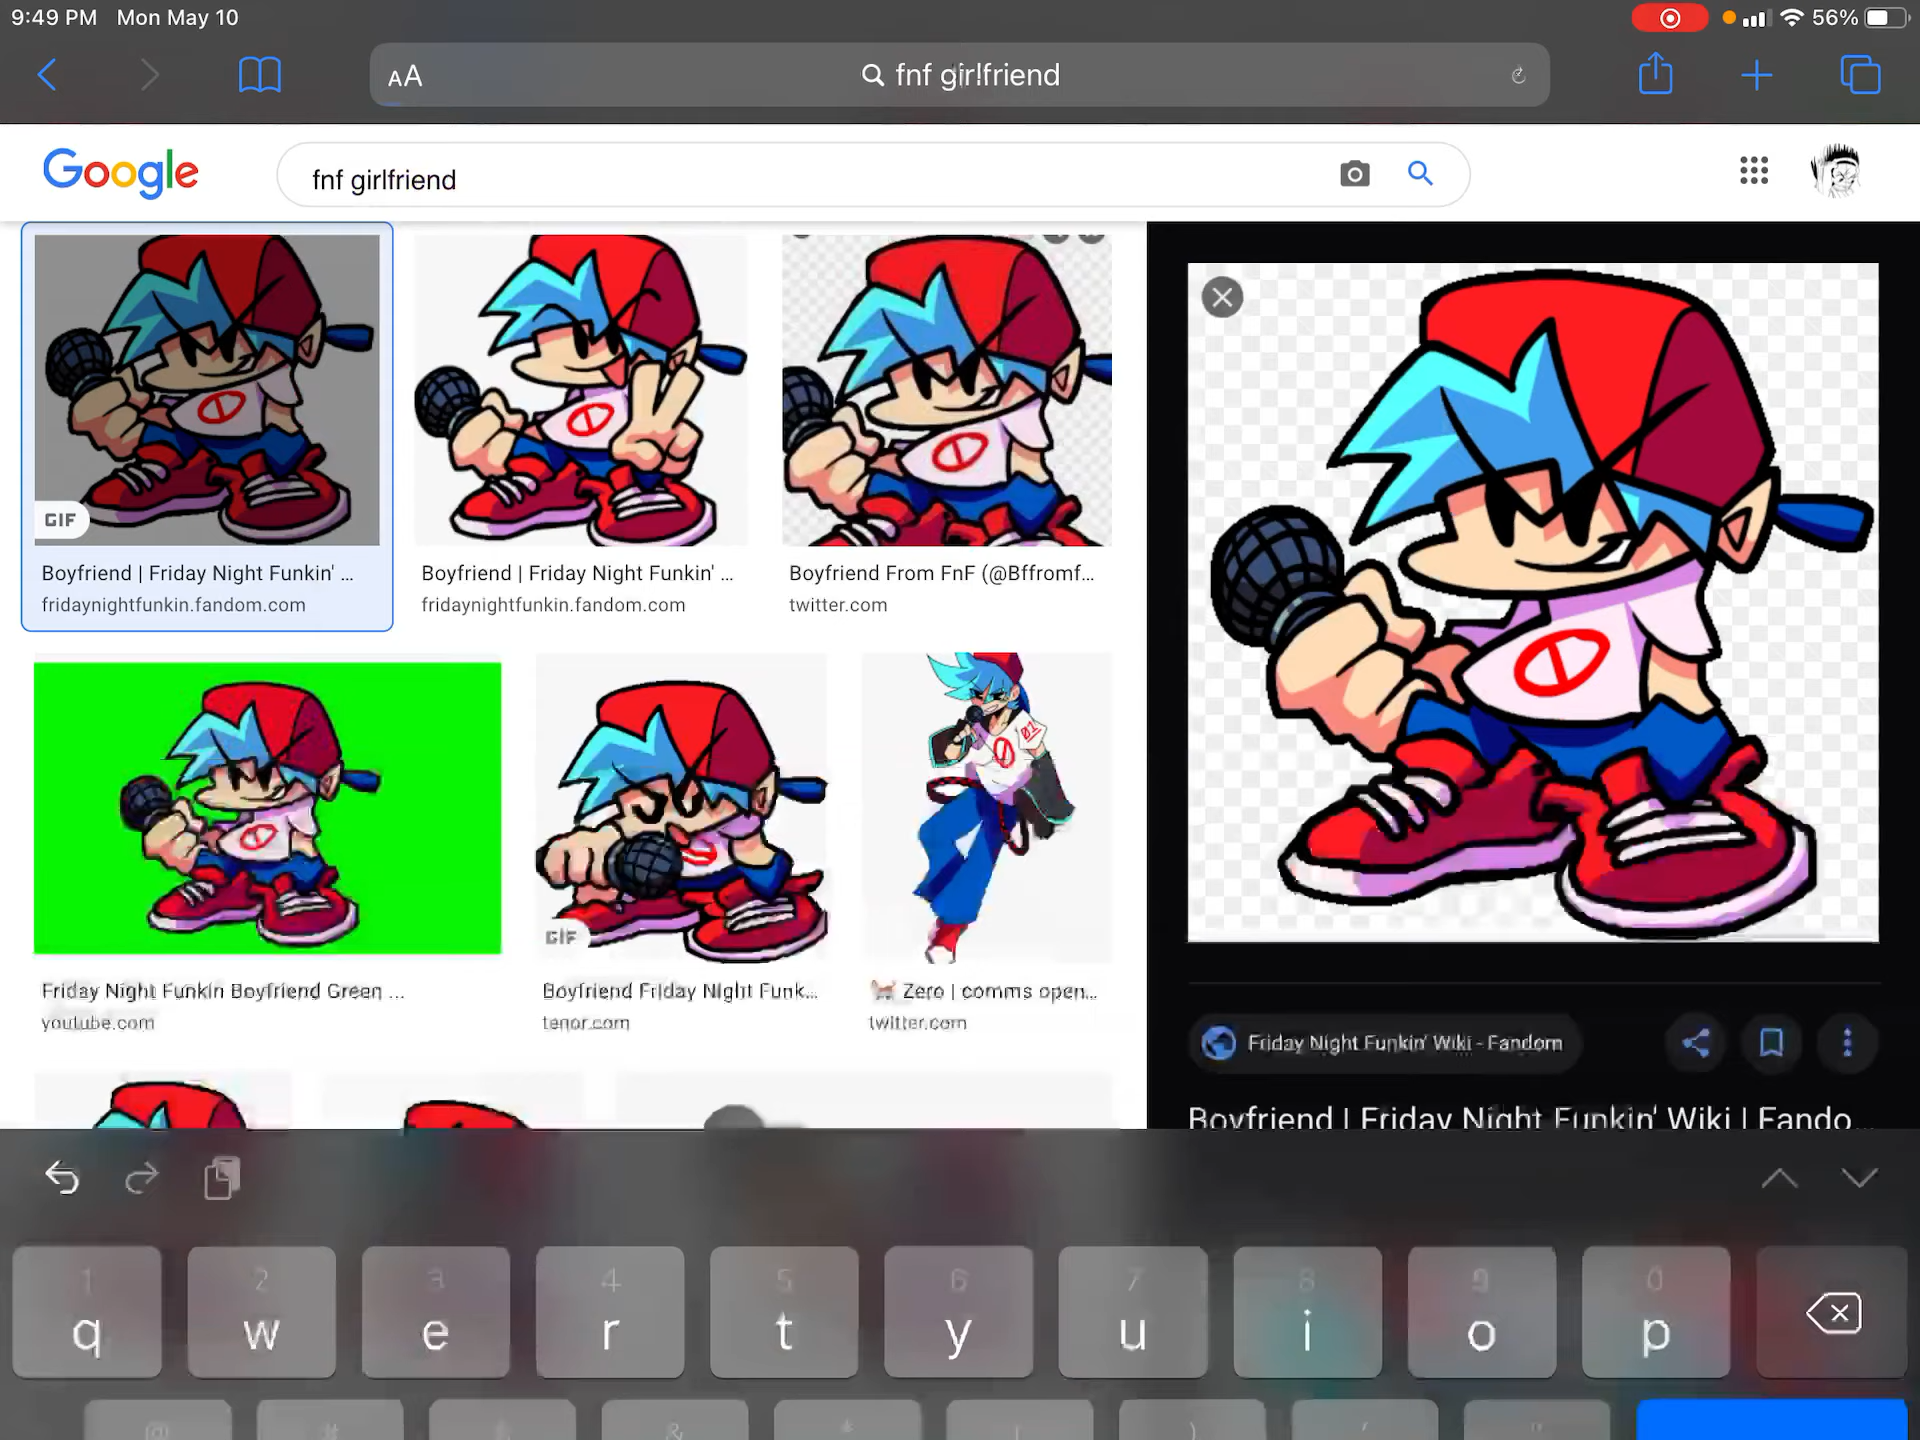 9:49 PM Mon May 10
56%
AA
fnf girlfriend
Google
fnf girlfriend
GIF
Boyfriend | Friday Night Funkin' ...
fridaynightfunkin.fandom.com
Boyfriend | Friday Night Funkin' ...
fridaynightfunkin.fandom.com
Boyfriend From FnF (@Bffromf...
twitter.com
Friday Night Funkin Boyfriend Green ...
youtube.com
GIF
Boyfriend Friday Night Funk...
tenor.com
Zero | comms open...
twitter.com
Friday Night Funkin' Wiki - Fandom
Boyfriend | Friday Night Funkin' Wiki | Fando...
1 2 3 4 5 6 7 8 9 0
q w e r t y u i o p